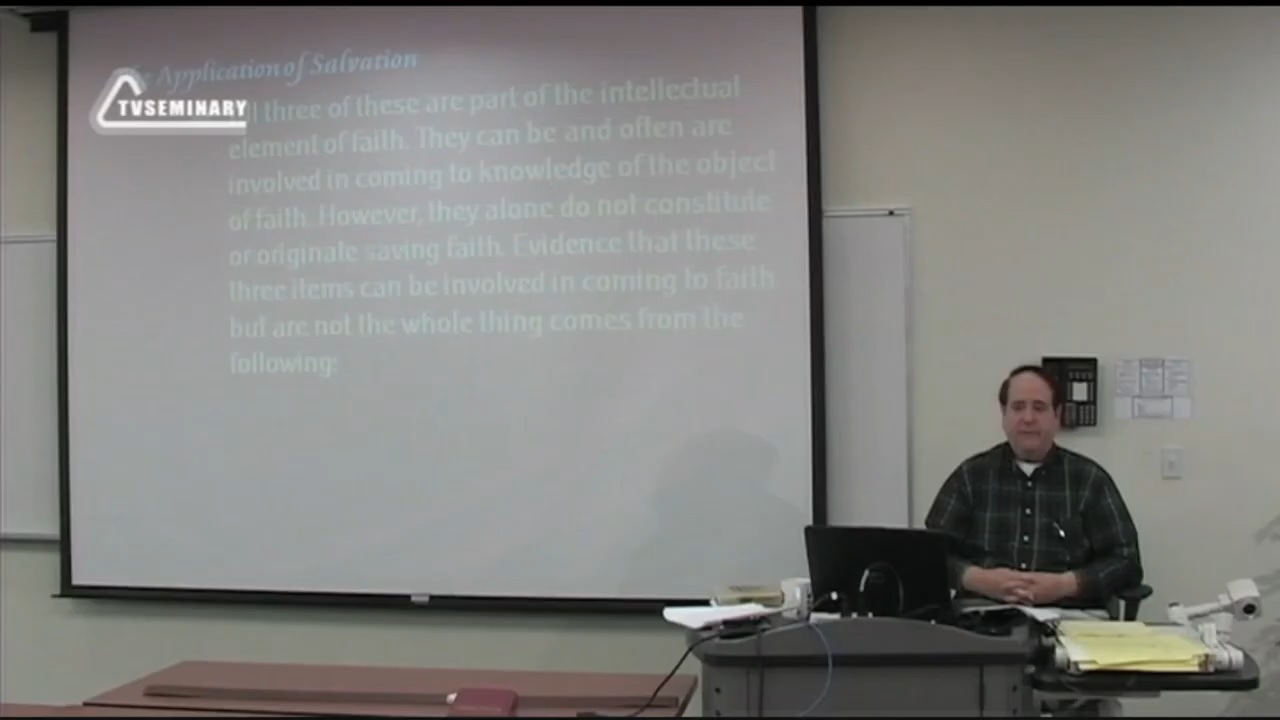 Application of Salvation
TVSEMINARY
three of these are part of the intellectual
element of faith. They can be and often are
involved in coming to knowledge of the object
of faith. However, they alone do not constitute
or originate saving faith. Evidence that these
three items can be involved in coming to faith
but are not the whole thing comes from the
following: